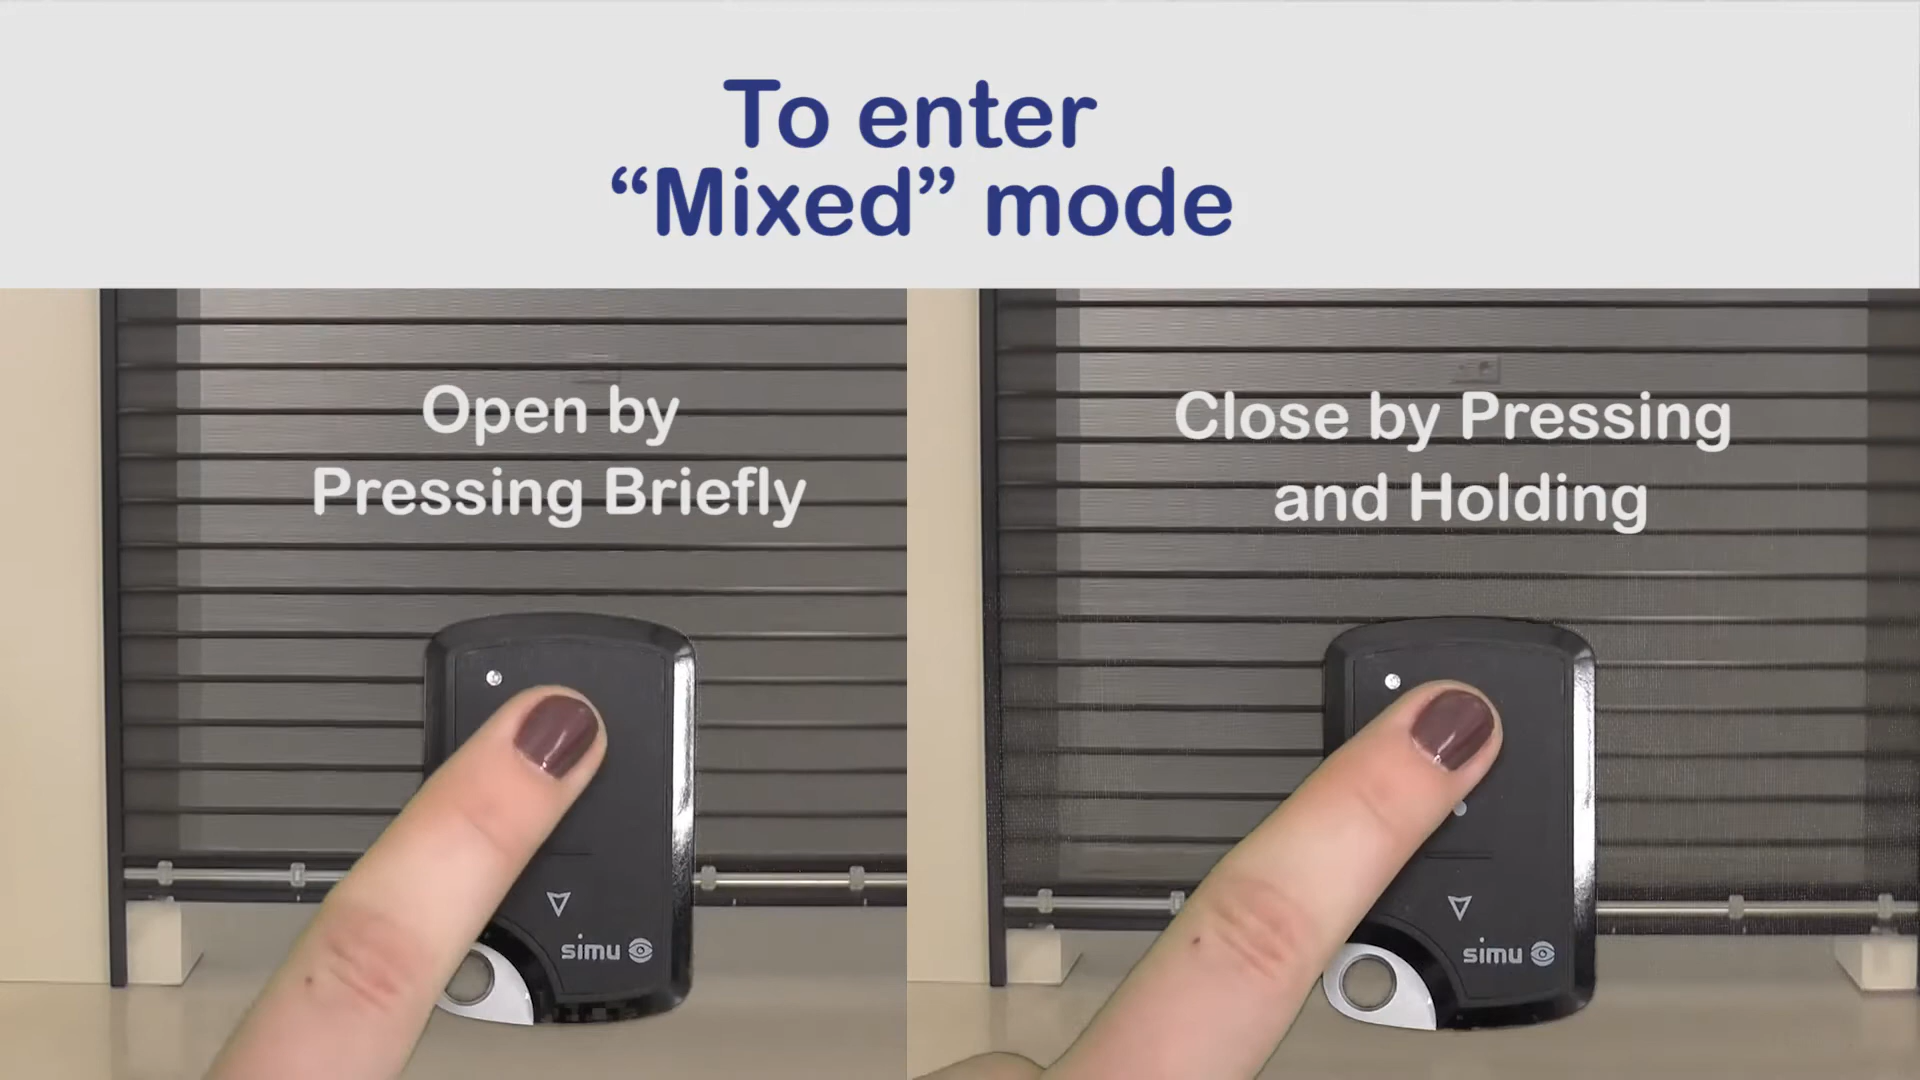 To enter
“Mixed” mode
Open by
Pressing Briefly
Close by Pressing
and Holding
simu
simu